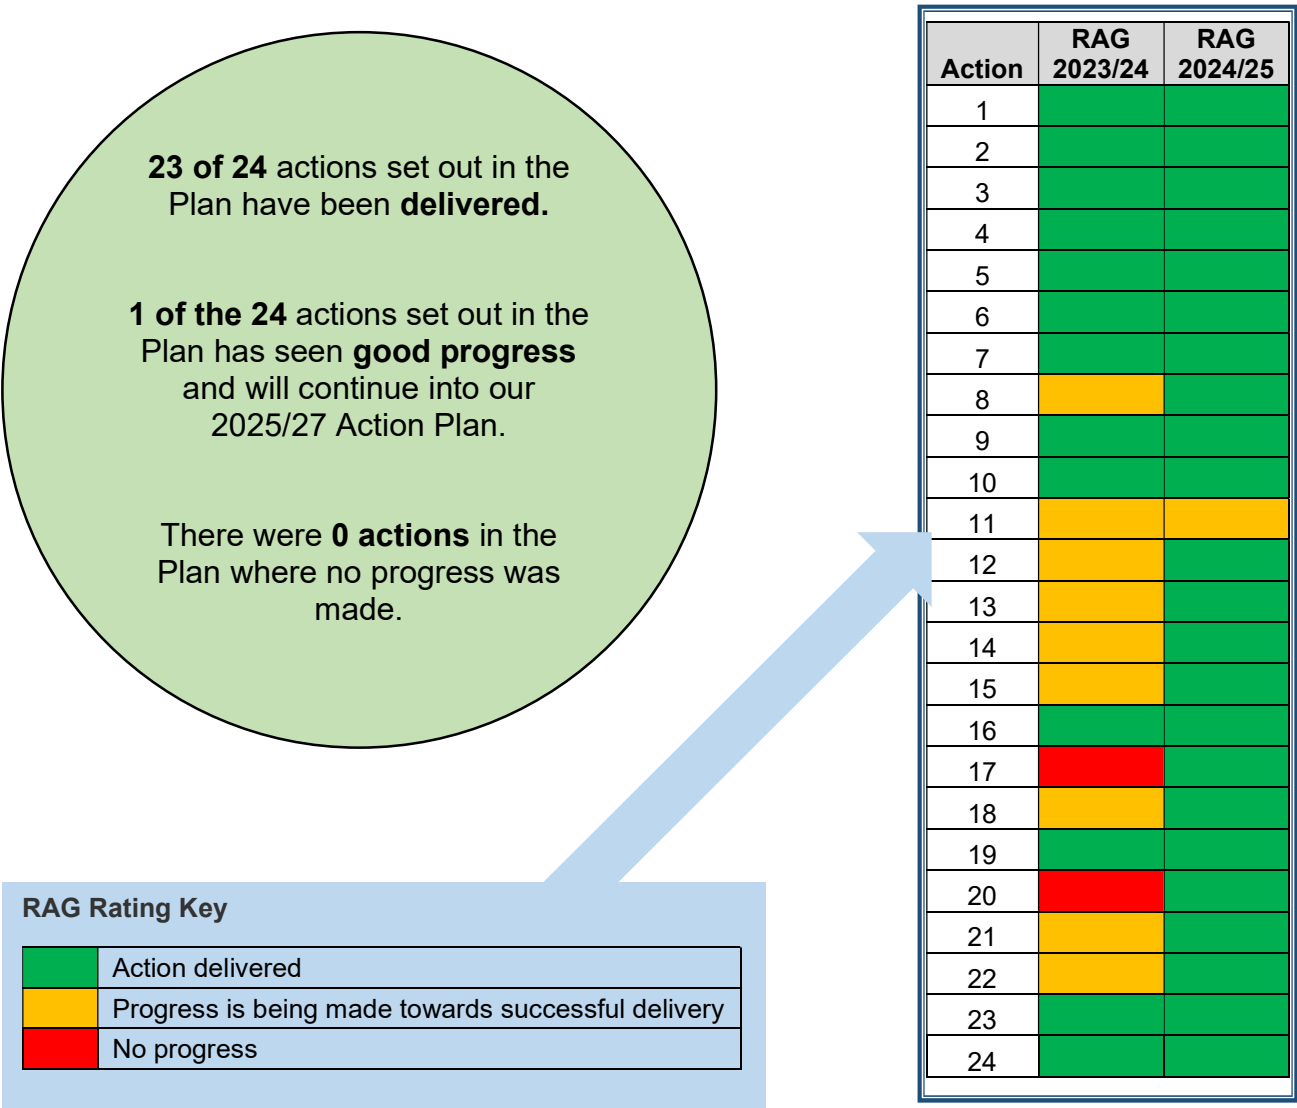 23 of 24 actions set out in the
Plan have been delivered.
1 of the 24 actions set out in the
Plan has seen good progress
and will continue into our
2025/27 Action Plan.
There were 0 actions in the
Plan where no progress was
made.
RAG Rating Key
Action delivered
Progress is being made towards successful delivery
No progress
RAG RAG
Action 2023/24 2024/25
1
2
3
4
5
6
7
8
9
10
11
12
13
14
15
16
17
18
19
20
21
22
23
24